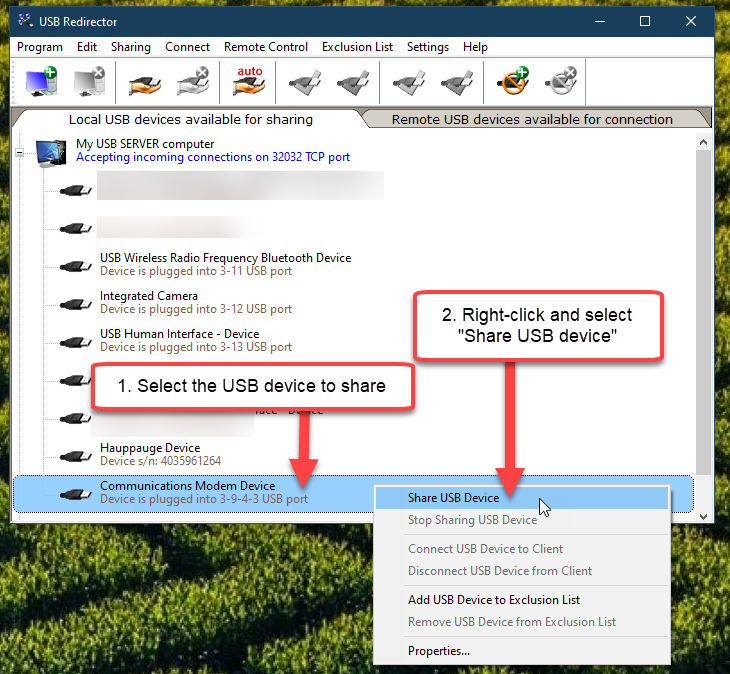 USB Redirector
Program Edit Sharing Connect Remote Control Exclusion List Settings Help
auto
Local USB devices available for sharing
Remote USB devices available for connection
My USB SERVER computer
Accepting incoming connections on 32032 TCP port
USB Wireless Radio Frequency Bluetooth Device
Device is plugged into 3-11 USB port
Integrated Camera
Device is plugged into 3-12 USB port
USB Human Interface - Device
Device is plugged into 3-13 USB port
2. Right-click and select
"Share USB device"
1. Select the USB device to share
Hauppauge Device
Device s/n: 4035961264
Communications Modem Device
Device is plugged into 3-9-4-3 USB port
Share USB Device
Stop Sharing USB Device
Connect USB Device to Client
Disconnect USB Device from Client
Add USB Device to Exclusion List
Remove USB Device from Exclusion List
Properties...